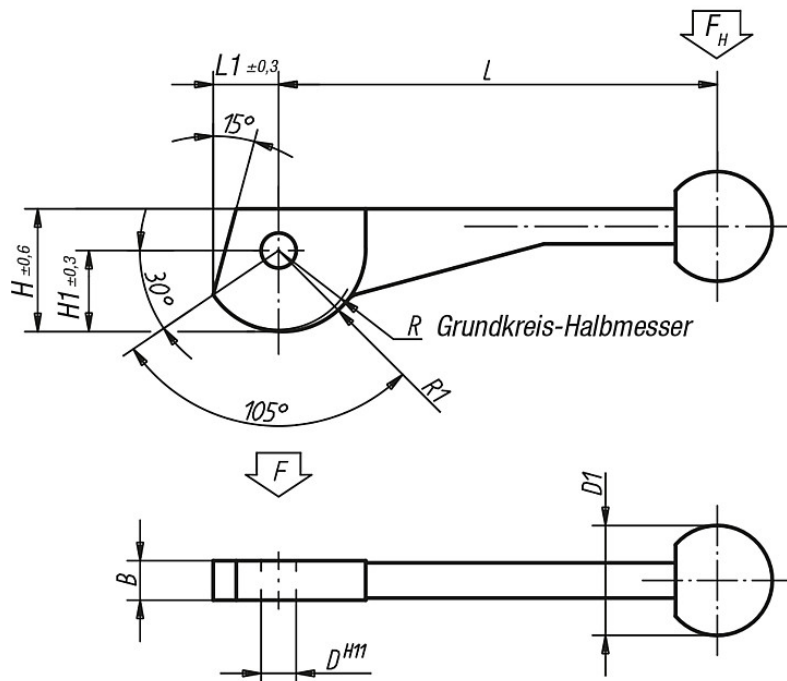 F_H
L1 ±0,3
L
15°
H ±0,6
H1 ±0,3
30°
R Grundkreis-Halbmesser
R1
105°
F
D1
B
D H11